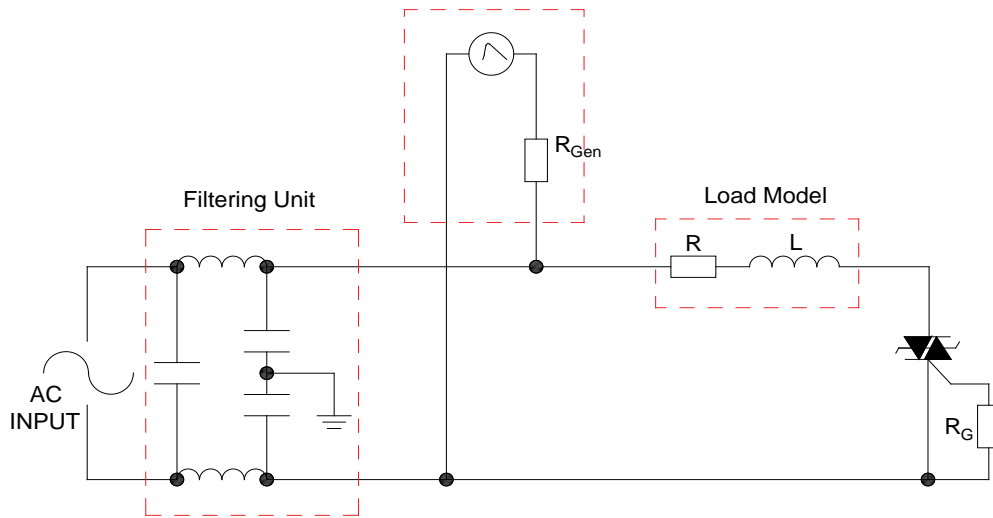 R_Gen
Filtering Unit
Load Model
R
L
AC
INPUT
R_G